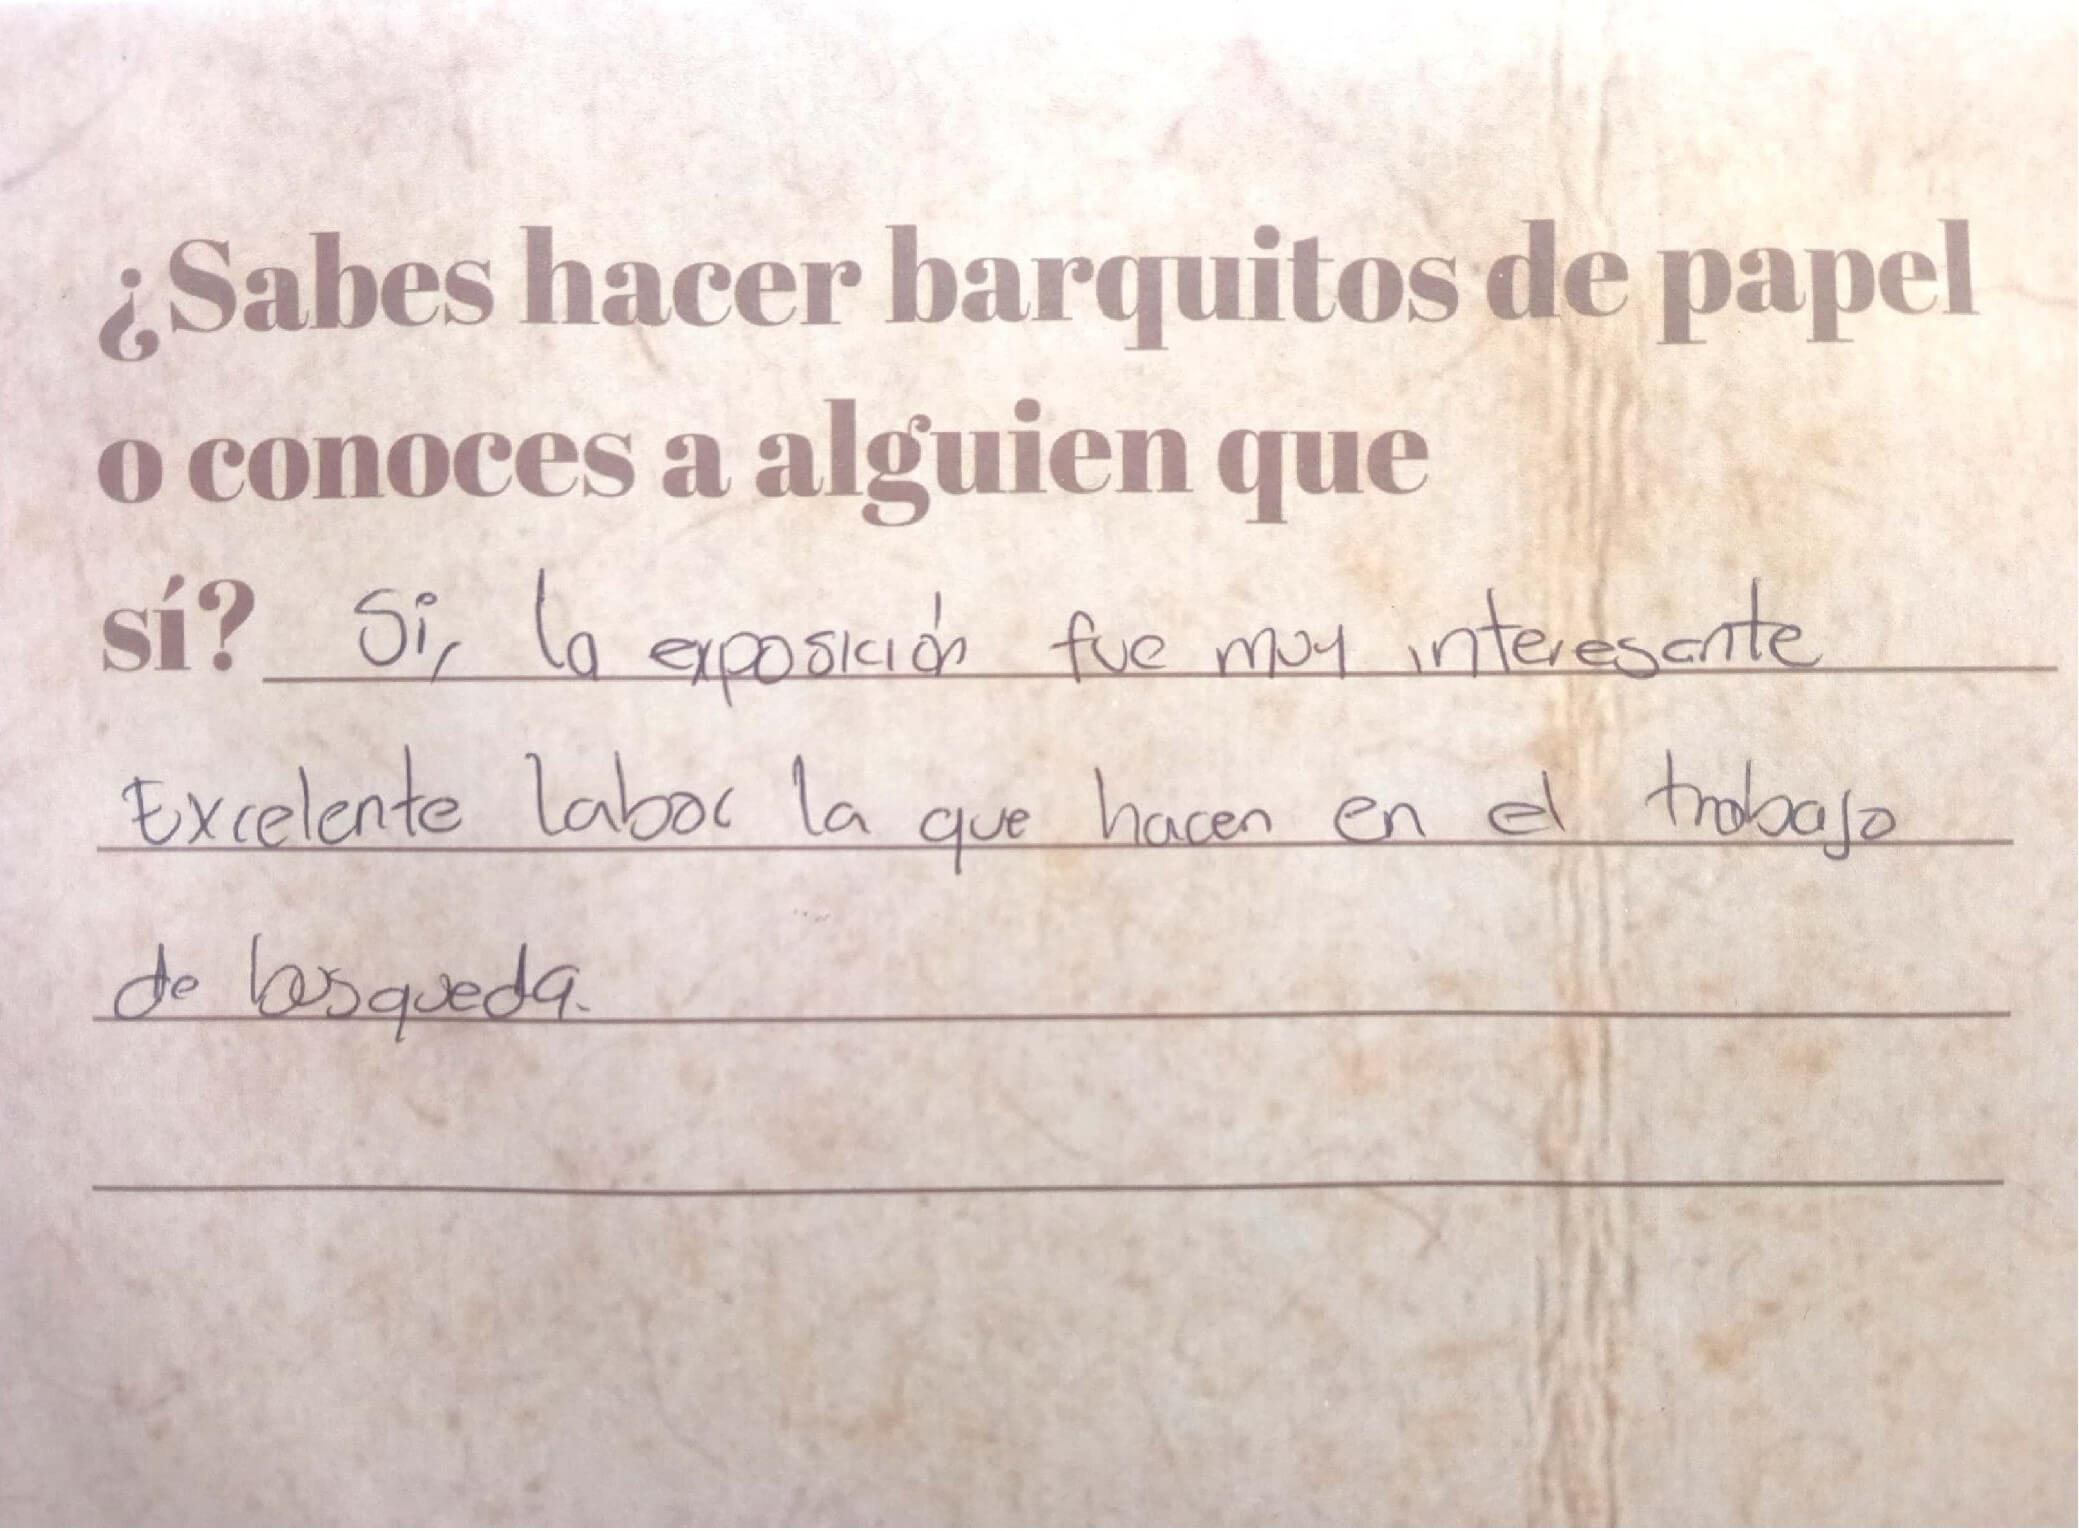 ¿Sabes hacer barquitos de papel
o conoces a alguien que
sí? Si, la exposición fue muy interesante
Excelente labor la que hacen en el trabajo
de busqueda.